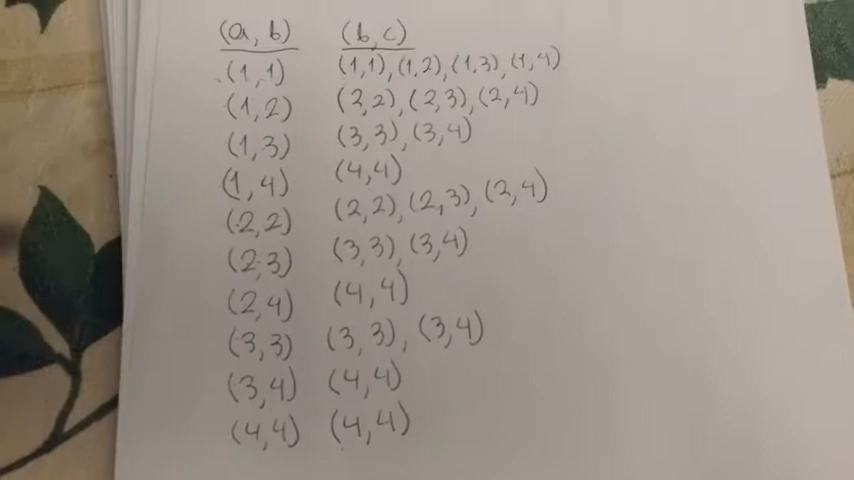 (a, b) (b, c)
(1,1) (1,1), (1,2), (1,3), (1,4)
(1,2) (2,2), (2,3), (2,4)
(1,3) (3,3), (3,4)
(1,4) (4,4)
(2,2) (2,2), (2,3), (2,4)
(2,3) (3,3), (3,4)
(2,4) (4,4)
(3,3) (3,3), (3,4)
(3,4) (4,4)
(4,4) (4,4)